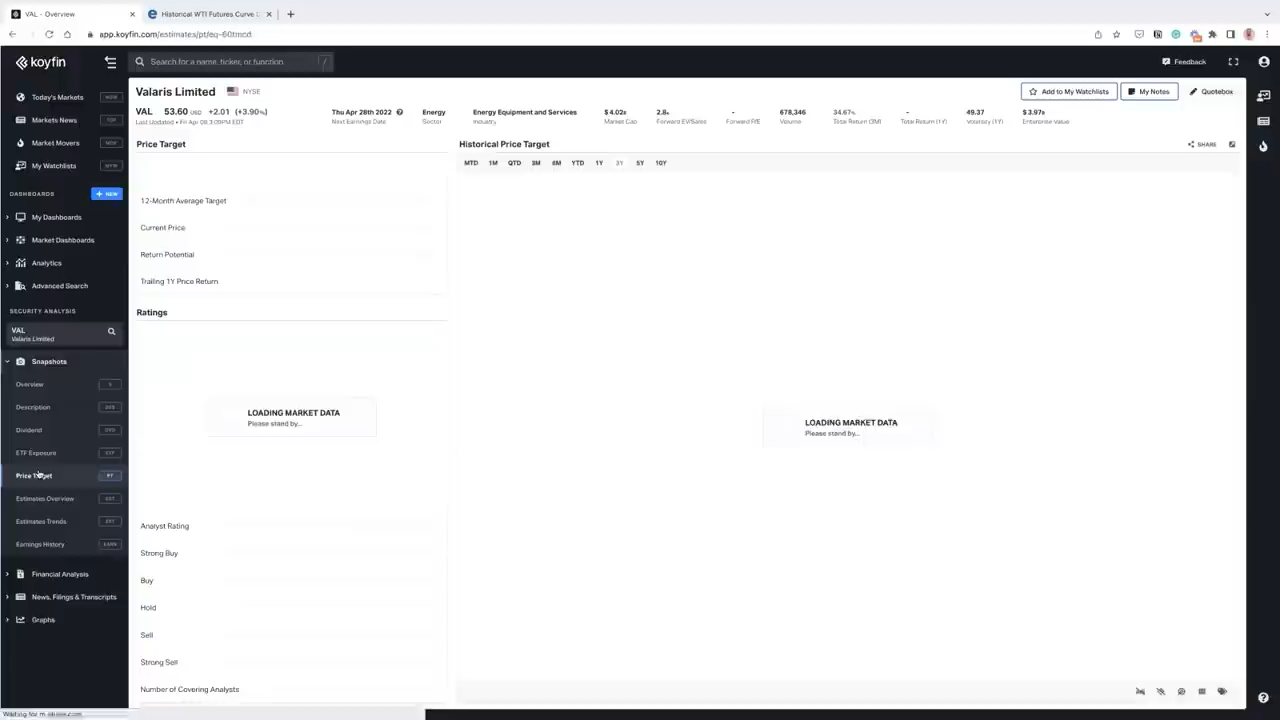 VAL - Overview
Historical WTI Futures Curve
app.koyfin.com/estimates/pt/eq-60tmcd
koyfin
Search for a name, ticker, or function
/
Feedback
Today's Markets
Markets News
TOP
Market Movers
My Watchlists
DASHBOARDS
+ NEW
My Dashboards
Market Dashboards
Analytics
Advanced Search
SECURITY ANALYSIS
VAL
Valaris Limited
Snapshots
Overview
S
Description
DES
Dividend
DVD
ETF Exposure
ETF
Price Target
PT
Estimates Overview
EST
Estimates Trends
Earnings History
EARN
Financial Analysis
News, Filings & Transcripts
Graphs
Valaris Limited
NYSE
Add to My Watchlists
My Notes
Quotebox
VAL 53.60 USD +2.01 (+3.90%)
Last Updated • Fri Apr 08 EDT
Thu Apr 28th 2022
Next Earnings Date
Energy
Sector
Energy Equipment and Services
Industry
$ 4.02B
Market Cap
2.8x
Forward EV/Sales
-
Forward P/E
678,346
Volume
34.67%
Total Return (3M)
-
Total Return (1Y)
49.37
Volatility (1Y)
$ 3.97B
Enterprise Value
Price Target
12-Month Average Target
Current Price
Return Potential
Trailing 1Y Price Return
Ratings
LOADING MARKET DATA
Please stand by...
Analyst Rating
Strong Buy
Buy
Hold
Sell
Strong Sell
Number of Covering Analysts
Historical Price Target
SHARE
MTD 1M QTD 3M 6M YTD 1Y 3Y 5Y 10Y
LOADING MARKET DATA
Please stand by...